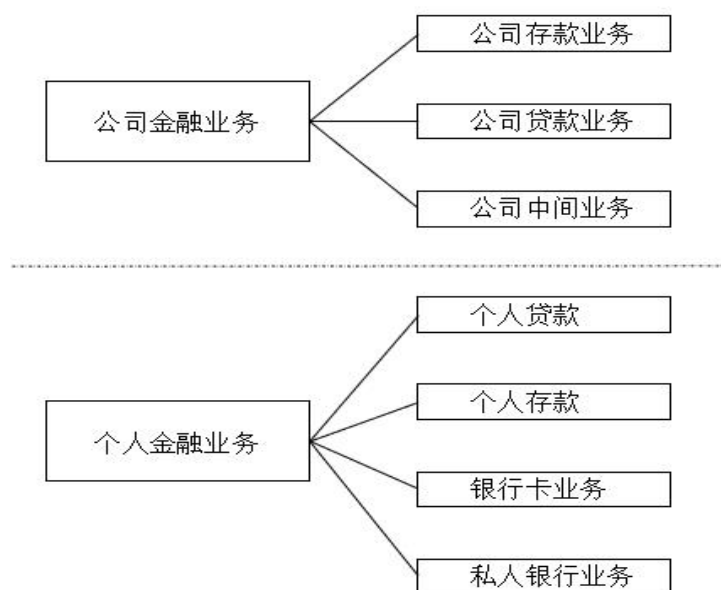 公司存款业务
公司金融业务
公司贷款业务
公司中间业务
个人贷款
个人存款
个人金融业务
银行卡业务
私人银行业务